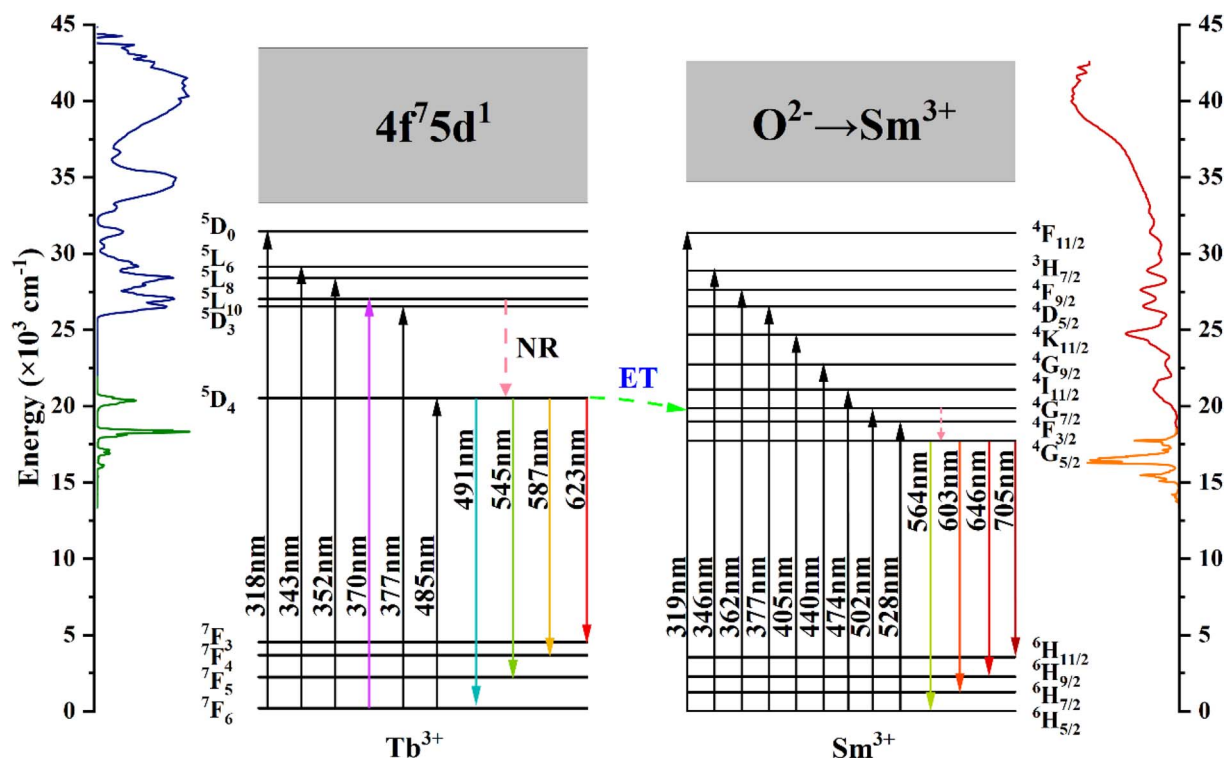 Energy (×10³ cm⁻¹)
45
40
35
30
25
20
15
10
5
0
4f⁷5d¹
⁵D₀
⁵L₆
⁵L₈
⁵L₁₀
⁵D₃
⁵D₄
⁷F₃
⁷F₄
⁷F₅
⁷F₆
318nm
343nm
352nm
370nm
377nm
485nm
491nm
545nm
587nm
623nm
NR
Tb³⁺
ET
O²⁻→Sm³⁺
319nm
346nm
362nm
377nm
405nm
440nm
474nm
502nm
528nm
564nm
603nm
646nm
705nm
⁴F₁₁/₂
³H₇/₂
⁴F₉/₂
⁴D₅/₂
⁴K₁₁/₂
⁴G₉/₂
⁴I₁₁/₂
⁴G₇/₂
⁴F₃/₂
⁴G₅/₂
⁶H₁₁/₂
⁶H₉/₂
⁶H₇/₂
⁶H₅/₂
Sm³⁺
45
40
35
30
25
20
15
10
5
0